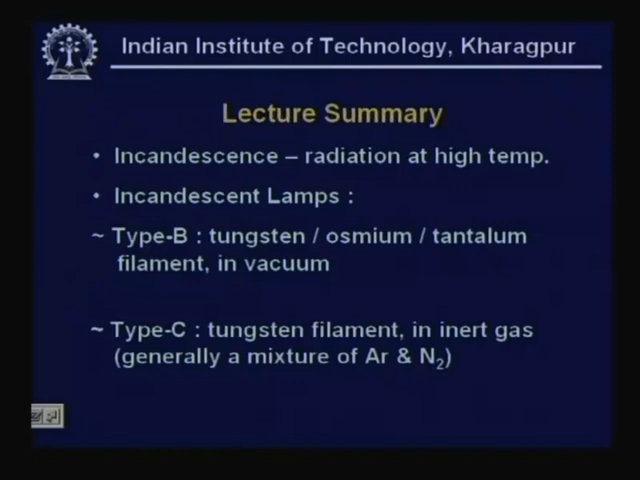 Indian Institute of Technology, Kharagpur
Lecture Summary
• Incandescence – radiation at high temp.
• Incandescent Lamps :
~ Type-B : tungsten / osmium / tantalum
filament, in vacuum
~ Type-C : tungsten filament, in inert gas
(generally a mixture of Ar & N₂)